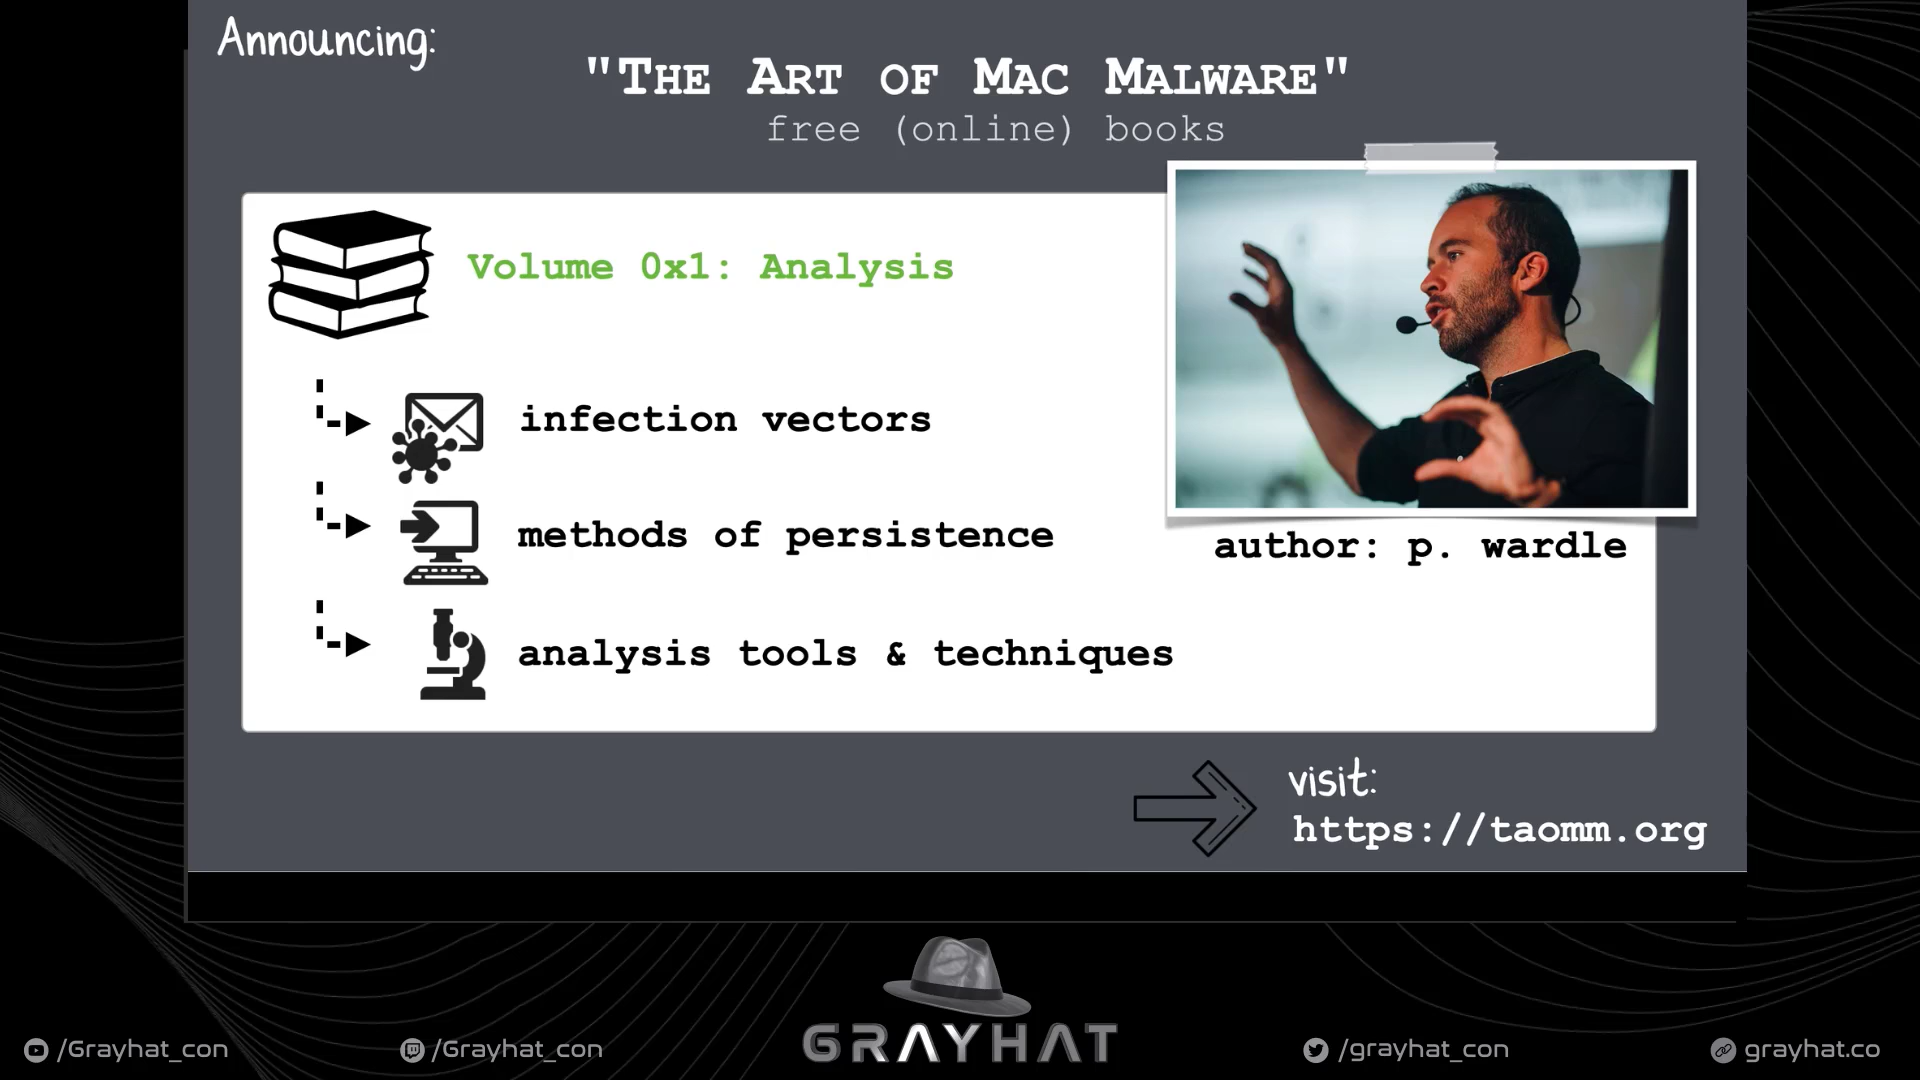 Announcing:
"The Art of Mac Malware"
free (online) books
Volume 0x1: Analysis
infection vectors
methods of persistence
author: p. wardle
analysis tools & techniques
visit:
https://taomm.org
GRAYHAT
/Grayhat_con
/Grayhat_con
/grayhat_con
grayhat.co